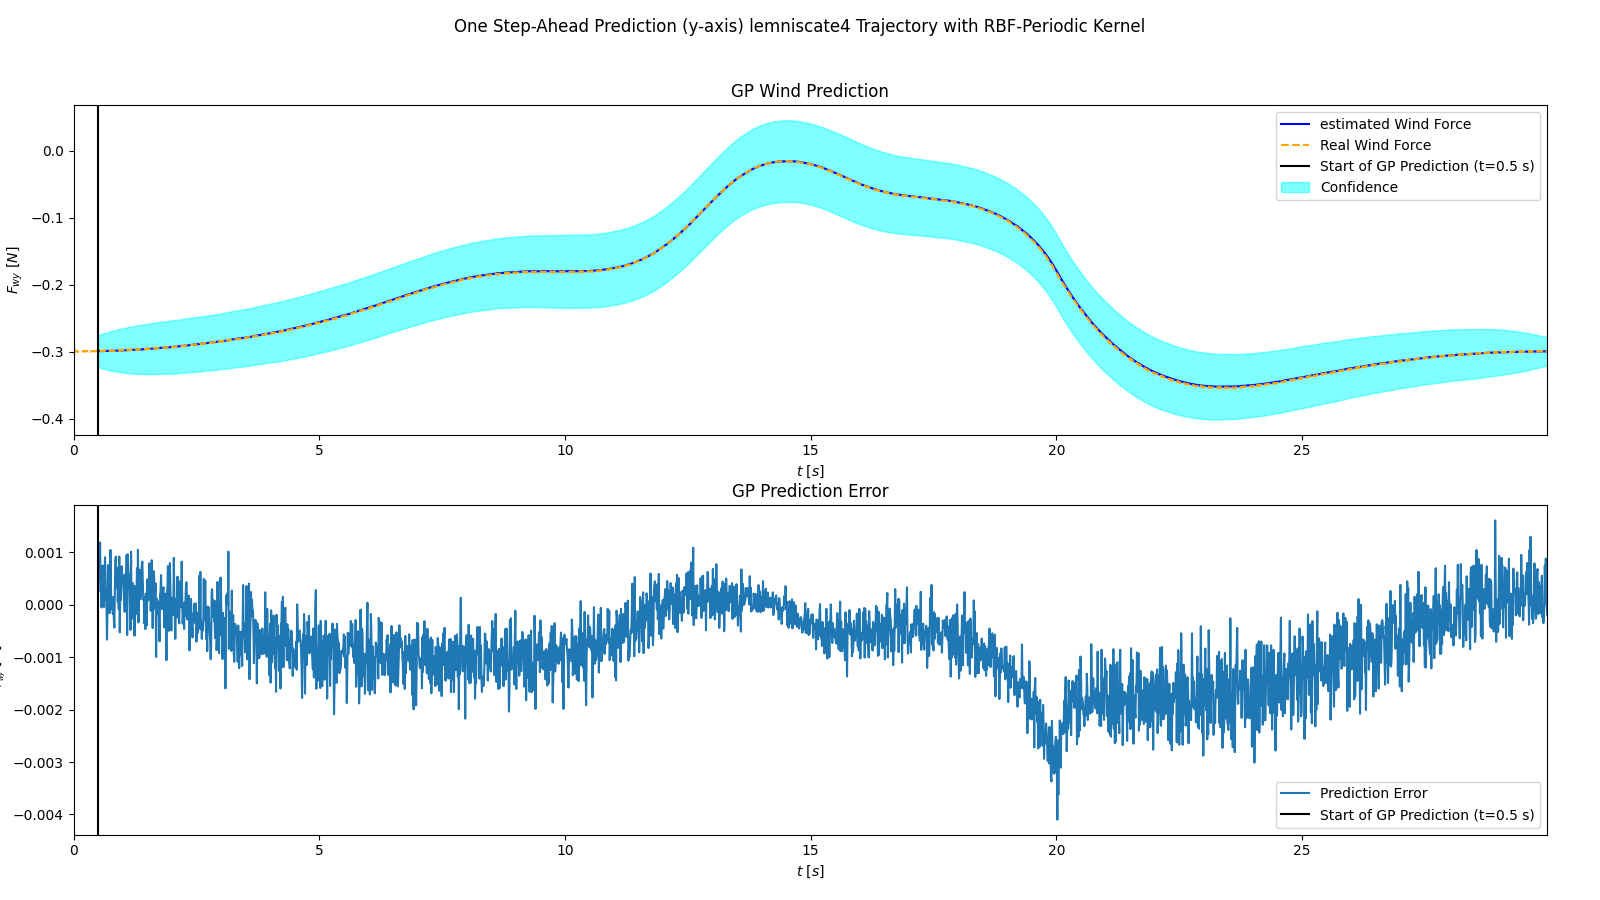 One Step-Ahead Prediction (y-axis) lemniscate4 Trajectory with RBF-Periodic Kernel
GP Wind Prediction
estimated Wind Force
Real Wind Force
Start of GP Prediction (t=0.5 s)
Confidence
0.0
−0.1
−0.2
−0.3
−0.4
F_wy [N]
0 5 10 15 20 25
t [s]
GP Prediction Error
0.001
0.000
−0.001
−0.002
−0.003
−0.004
Prediction Error
Start of GP Prediction (t=0.5 s)
0 5 10 15 20 25
t [s]